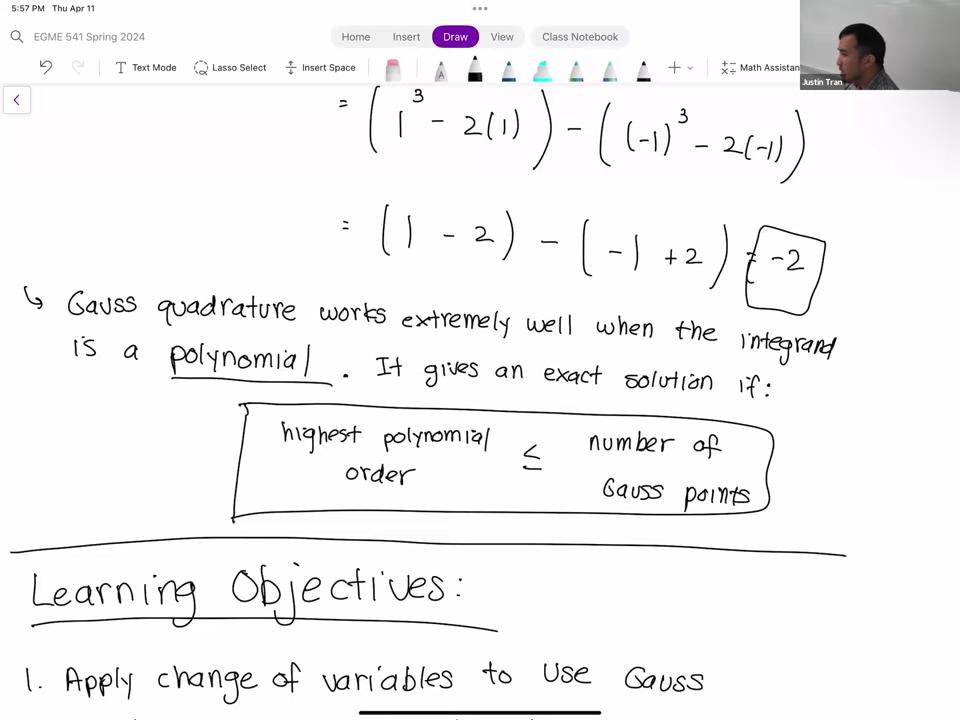 5:57 PM Thu Apr 11
EGME 541 Spring 2024
Home Insert Draw View Class Notebook
Text Mode Lasso Select Insert Space A Math Assistan
Justin Tran
= (1^3 - 2(1)) - ((-1)^3 - 2(-1))
= (1 - 2) - (-1 + 2) = -2
↳ Gauss quadrature works extremely well when the integrand
is a polynomial. It gives an exact solution if:
highest polynomial ≤ number of
order Gauss points
Learning Objectives:
1. Apply change of variables to use Gauss